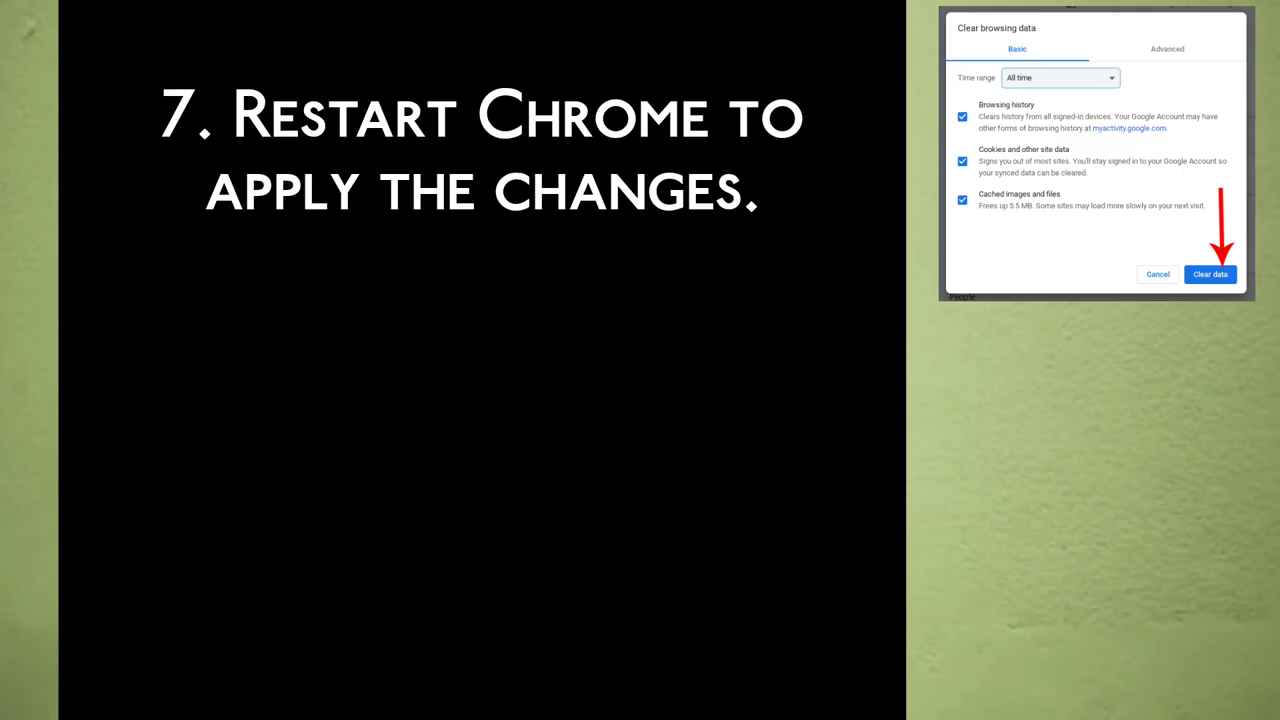 7. Restart Chrome to
apply the changes.
Clear browsing data
Basic
Advanced
Time range
All time
Browsing history
Clears history from all signed-in devices. Your Google Account may have
other forms of browsing history at myactivity.google.com.
Cookies and other site data
Signs you out of most sites. You'll stay signed in to your Google Account so
your synced data can be cleared.
Cached images and files
Frees up 5.5 MB. Some sites may load more slowly on your next visit.
Cancel
Clear data
People